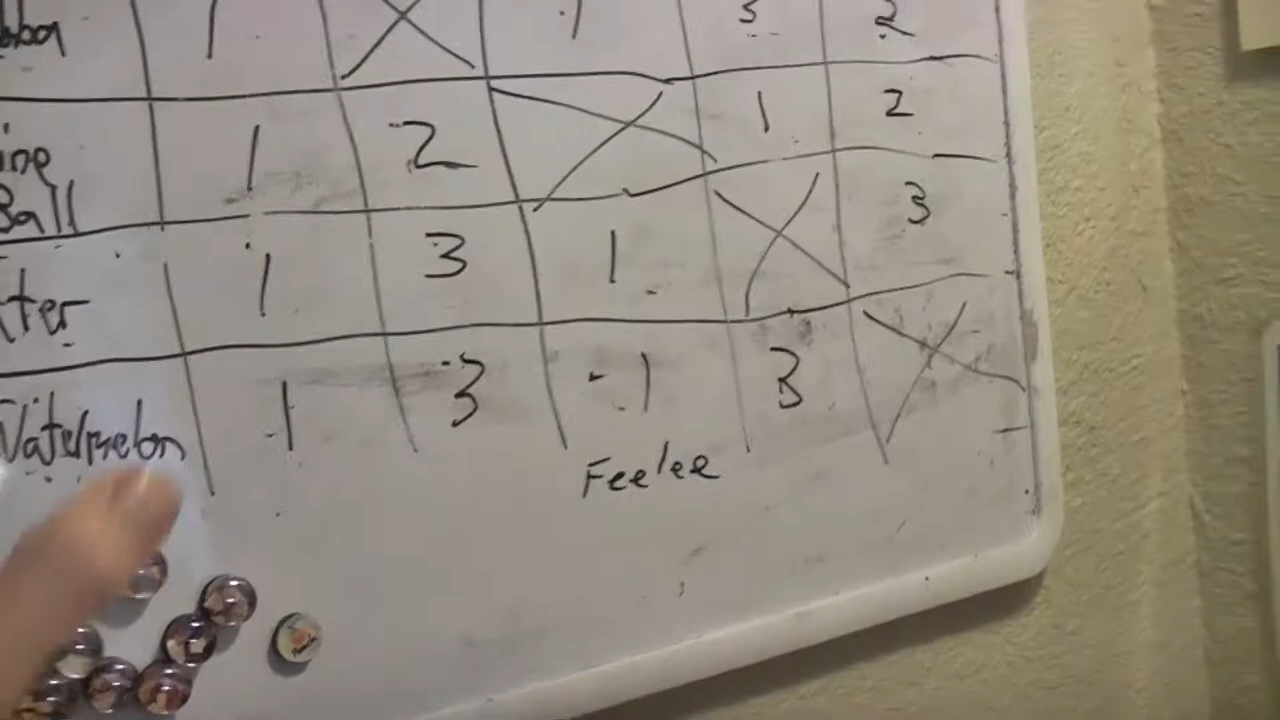 1 1 3 2
ine
Ball 1 2 1 2
ter 1 3 1 3
Watermelon 1 3 1 3
Feelee